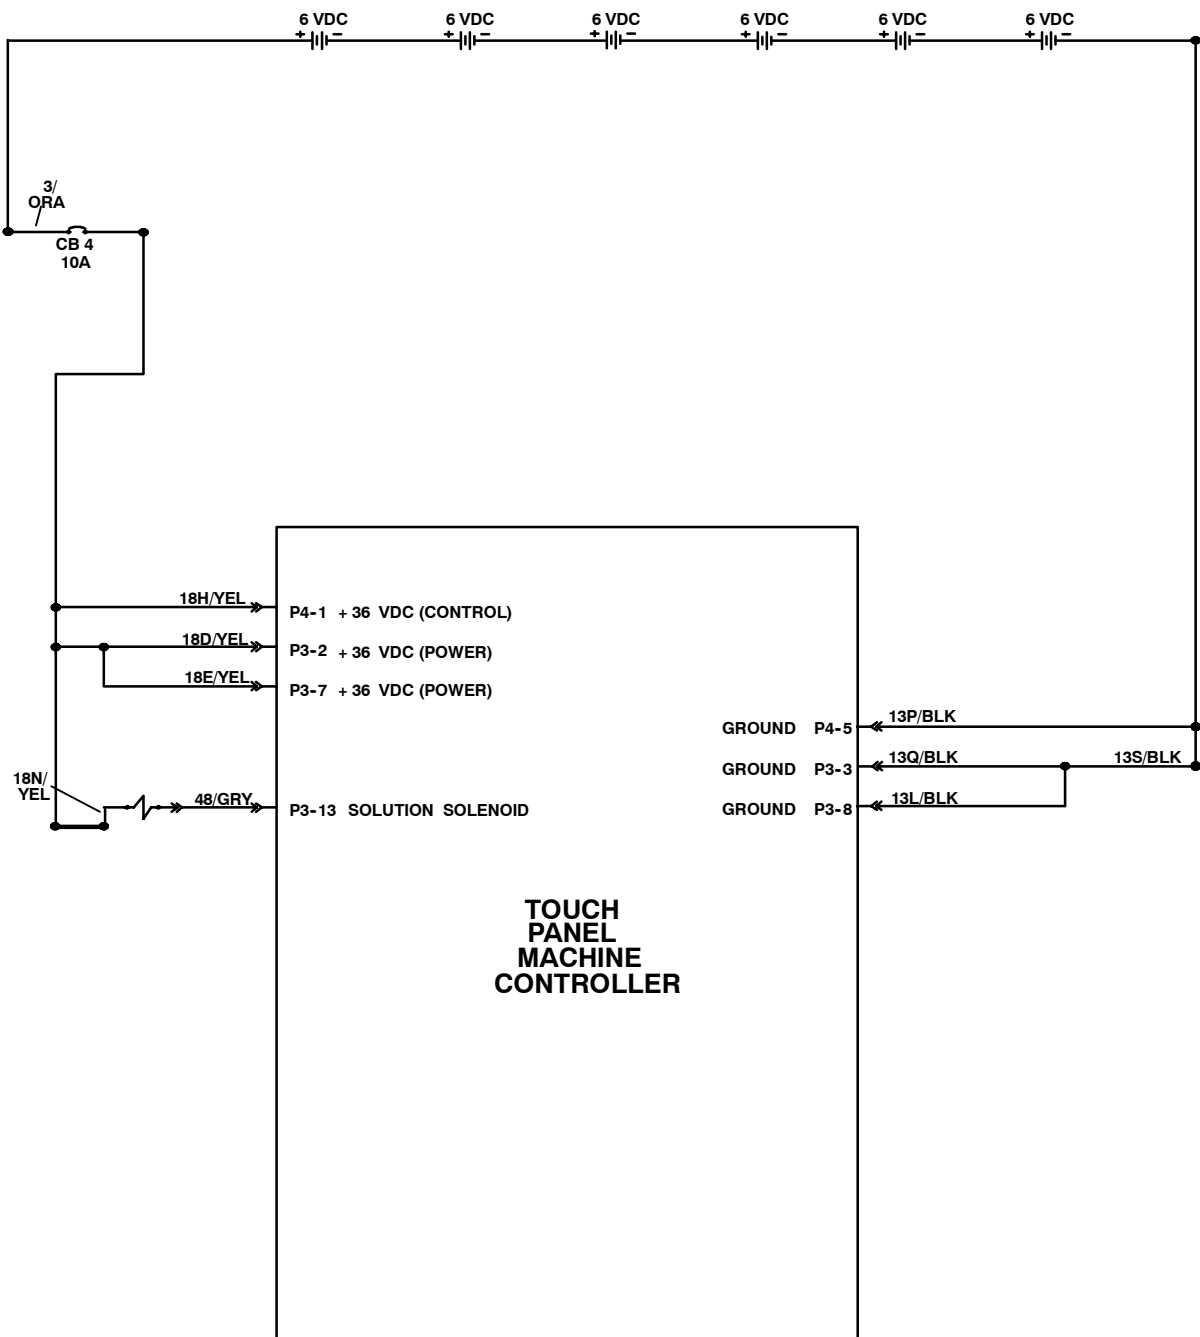 6 VDC 6 VDC 6 VDC 6 VDC 6 VDC 6 VDC
+ - + - + - + - + - + -
3/
ORA
CB 4
10A
18H/YEL
P4-1 + 36 VDC (CONTROL)
18D/YEL
P3-2 + 36 VDC (POWER)
18E/YEL
P3-7 + 36 VDC (POWER)
GROUND P4-5 13P/BLK
GROUND P3-3 13Q/BLK 13S/BLK
GROUND P3-8 13L/BLK
18N/
YEL
48/GRY
P3-13 SOLUTION SOLENOID
TOUCH
PANEL
MACHINE
CONTROLLER